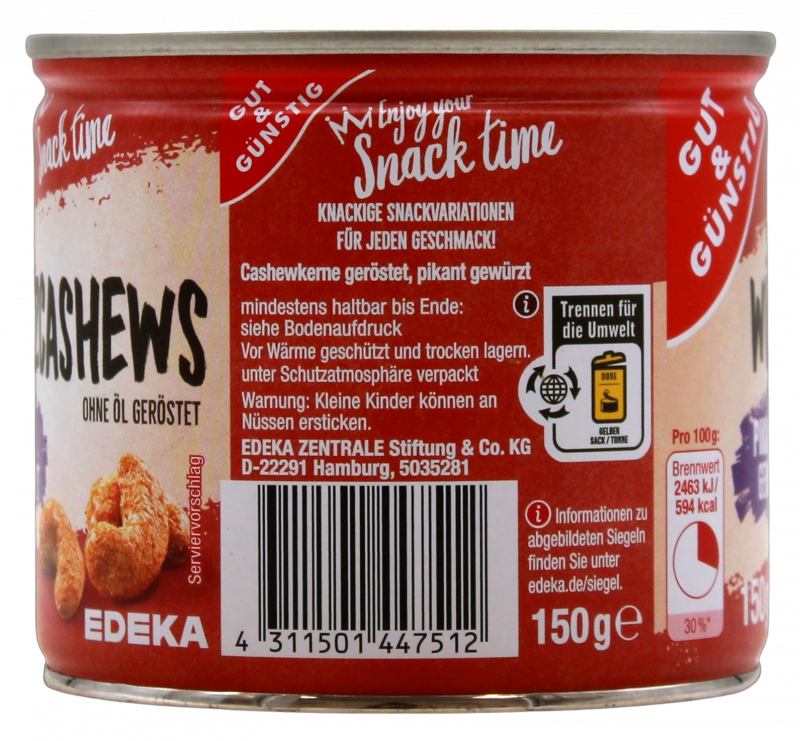 Snack time
CASHEWS
OHNE ÖL GERÖSTET
Serviervorschlag
EDEKA
GUT
&
GÜNSTIG
Enjoy your
Snack time
KNACKIGE SNACKVARIATIONEN
FÜR JEDEN GESCHMACK!
Cashewkerne geröstet, pikant gewürzt
mindestens haltbar bis Ende:
siehe Bodenaufdruck
Vor Wärme geschützt und trocken lagern.
unter Schutzatmosphäre verpackt
Warnung: Kleine Kinder können an
Nüssen ersticken.
EDEKA ZENTRALE Stiftung & Co. KG
D-22291 Hamburg, 5035281
4 311501 447512
i
Trennen für
die Umwelt
DOSE
GELBER
SACK / TONNE
i Informationen zu
abgebildeten Siegeln
finden Sie unter
edeka.de/siegel.
150 g e
GUT
&
GÜNSTIG
Pro 100g:
Brennwert
2463 kJ/
594 kcal
30%*
150